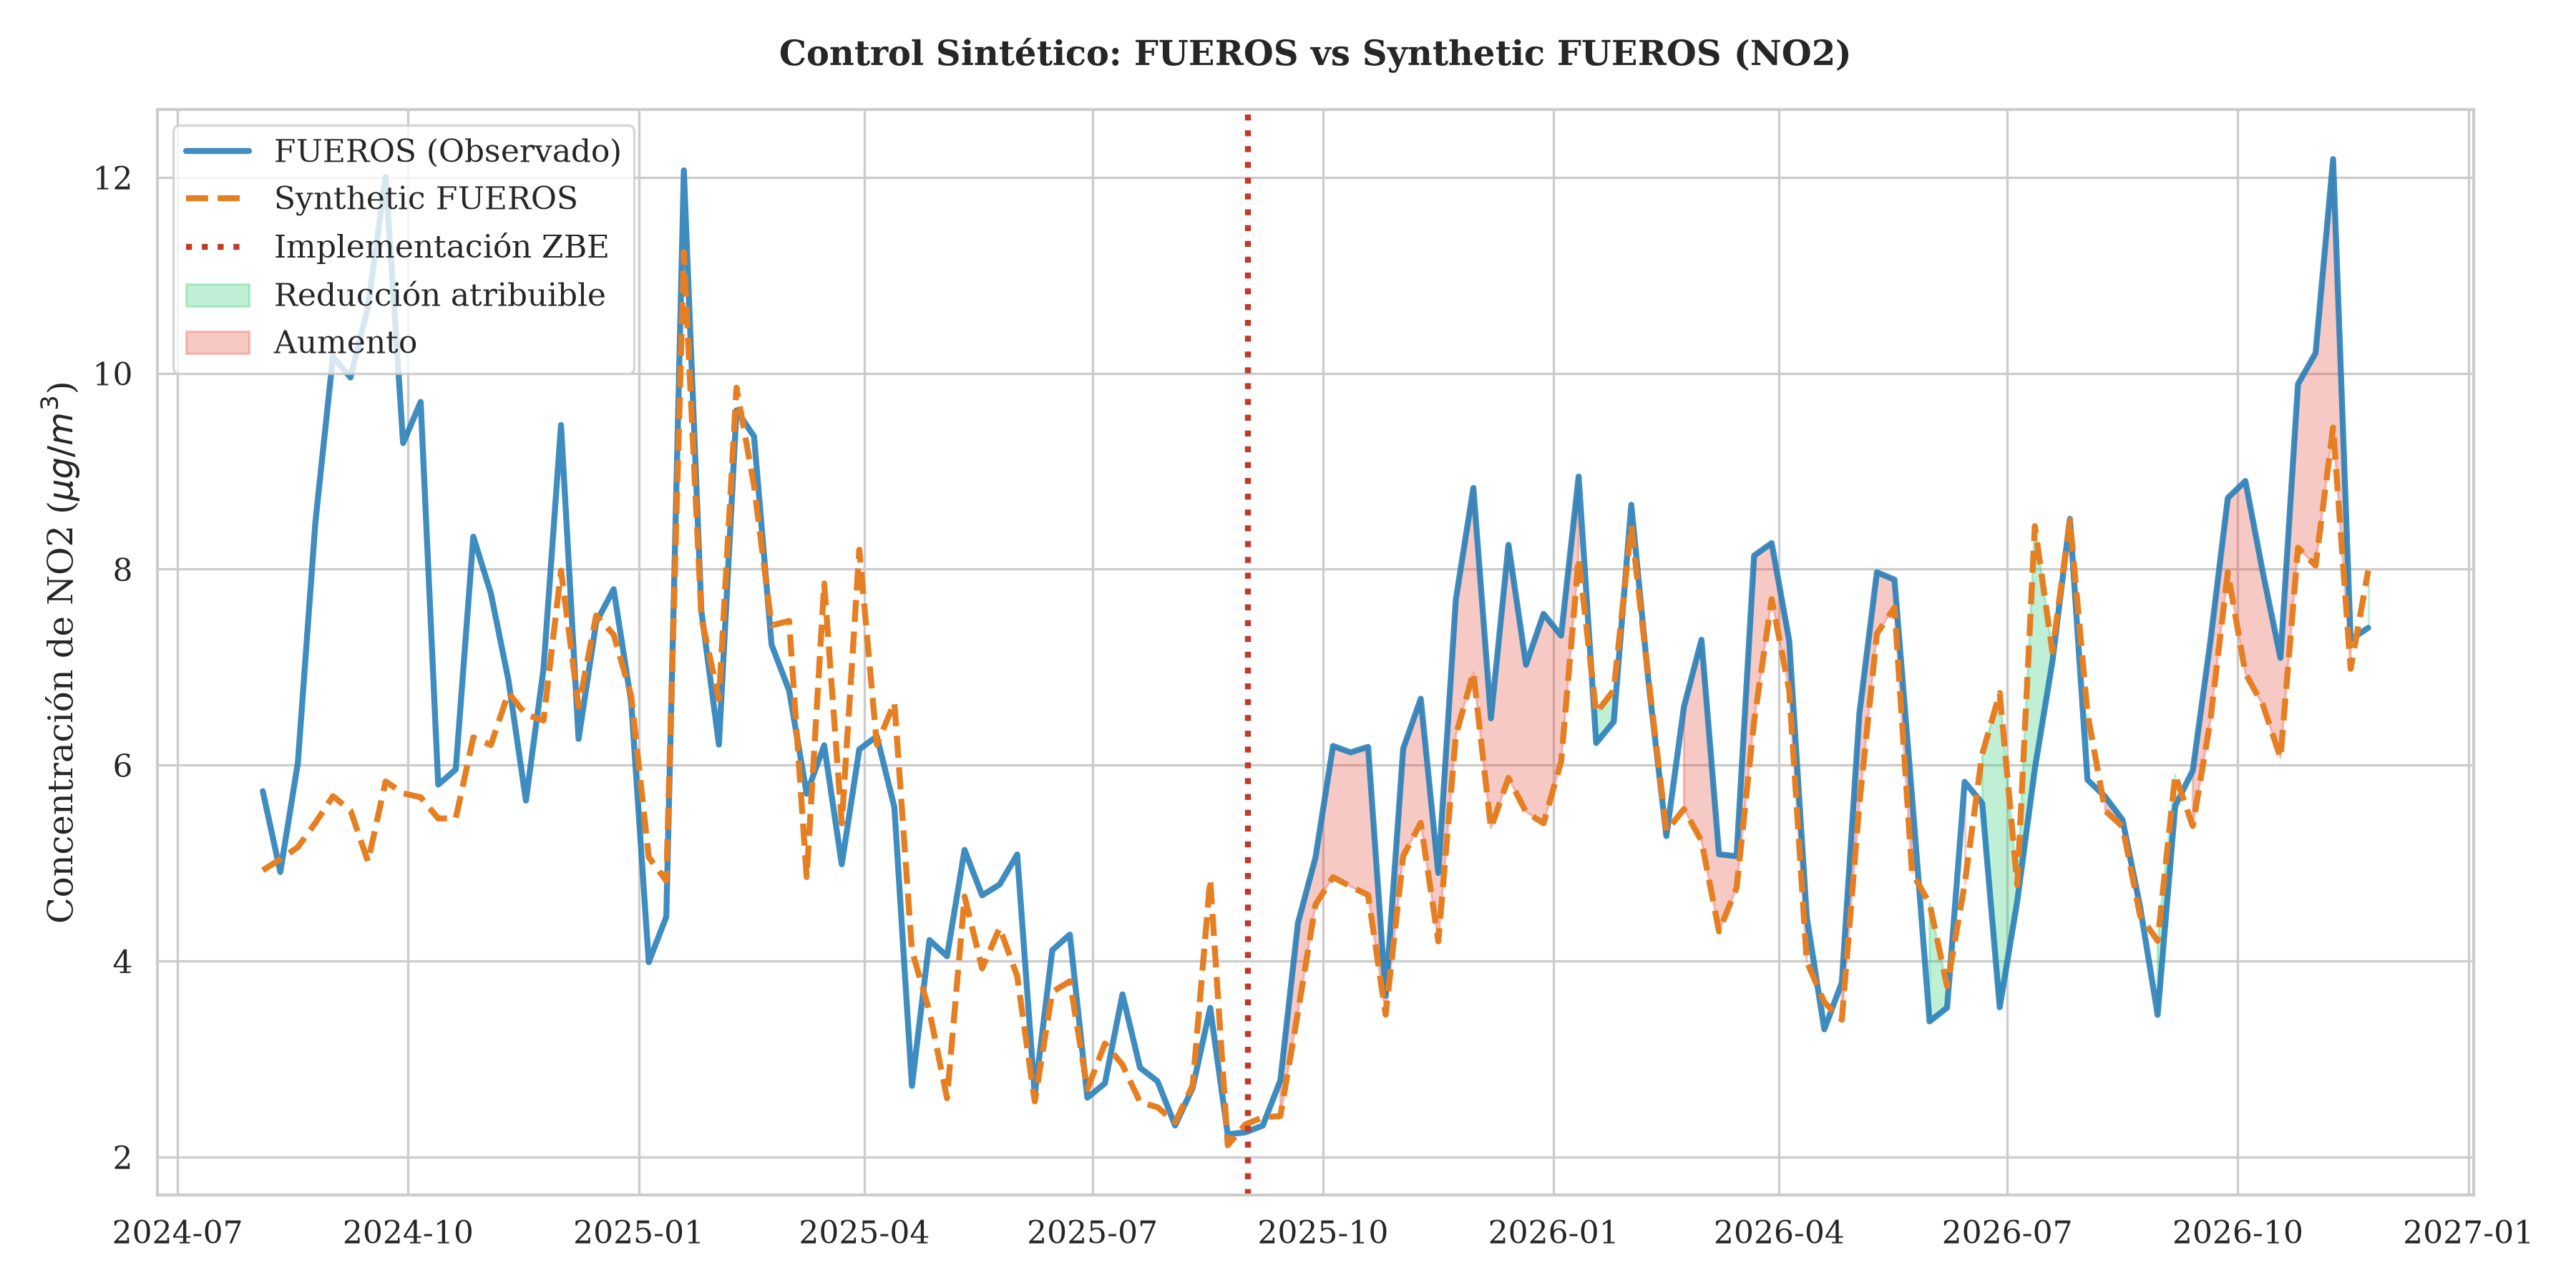 Control Sintético: FUEROS vs Synthetic FUEROS (NO2)
FUEROS (Observado)
Synthetic FUEROS
Implementación ZBE
Reducción atribuible
Aumento
Concentración de NO2 (µg/m³)
12
10
8
6
4
2
2024-07 2024-10 2025-01 2025-04 2025-07 2025-10 2026-01 2026-04 2026-07 2026-10 2027-01